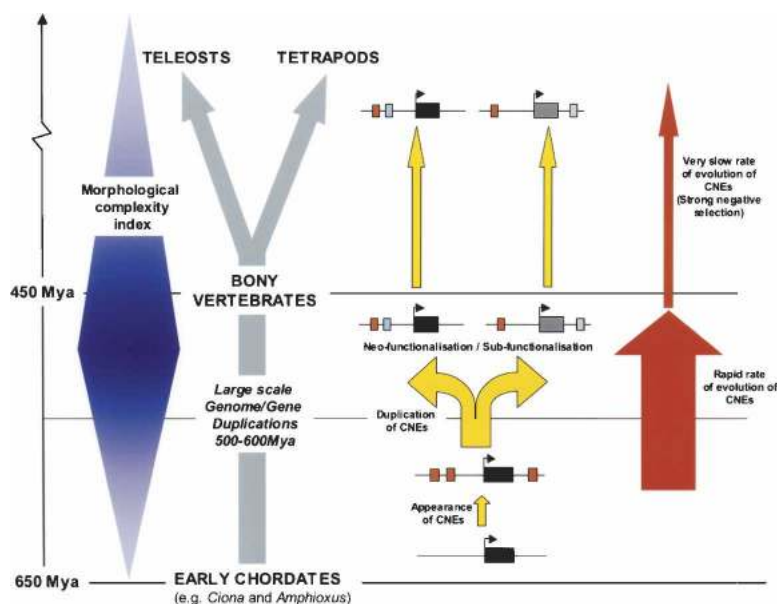 TELEOSTS
TETRAPODS
Morphological
complexity
index
Very slow rate
of evolution of
CNEs
(Strong negative
selection)
450 Mya
BONY
VERTEBRATES
Neo-functionalisation / Sub-functionalisation
Large scale
Genome/Gene
Duplications
500-600Mya
Duplication
of CNEs
Rapid rate
of evolution of
CNEs
Appearance
of CNEs
650 Mya
EARLY CHORDATES
(e.g. Ciona and Amphioxus)